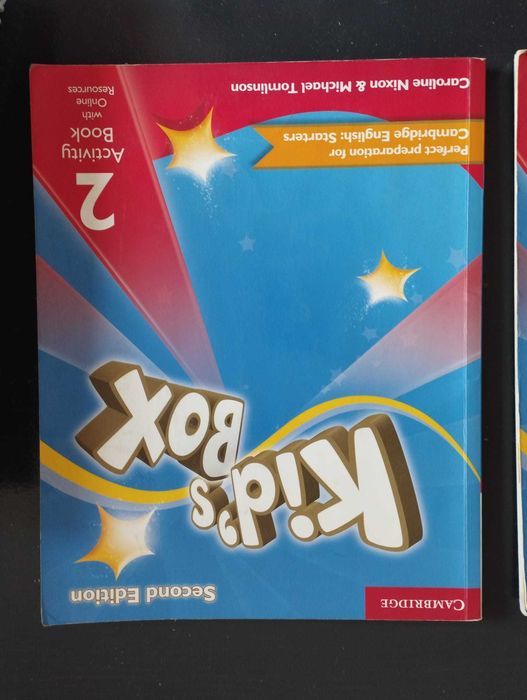 CAMBRIDGE
Second Edition
Kid's
Box
Perfect preparation for
Cambridge English: Starters
2
Activity
Book
with
Online
Resources
Caroline Nixon & Michael Tomlinson